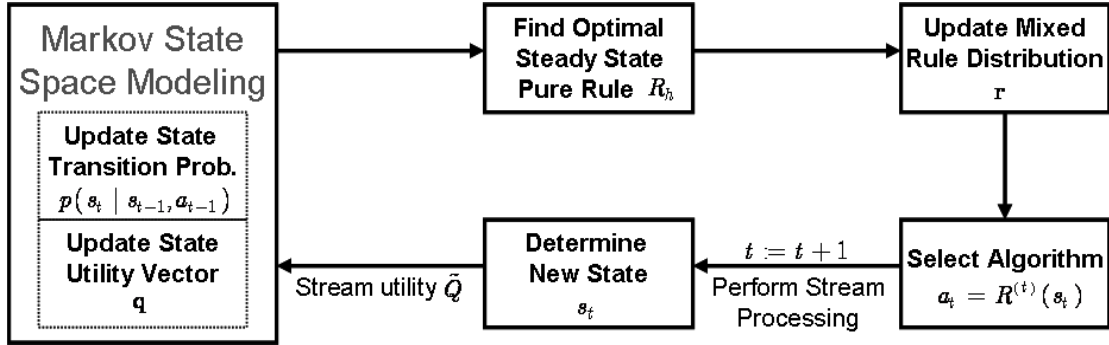 Markov State
Space Modeling
Update State
Transition Prob.
p(s_t | s_{t-1}, a_{t-1})
Update State
Utility Vector
q
Find Optimal
Steady State
Pure Rule R_h
Update Mixed
Rule Distribution
r
Select Algorithm
a_t = R^{(t)}(s_t)
t := t + 1
Perform Stream
Processing
Determine
New State
s_t
Stream utility Q̃